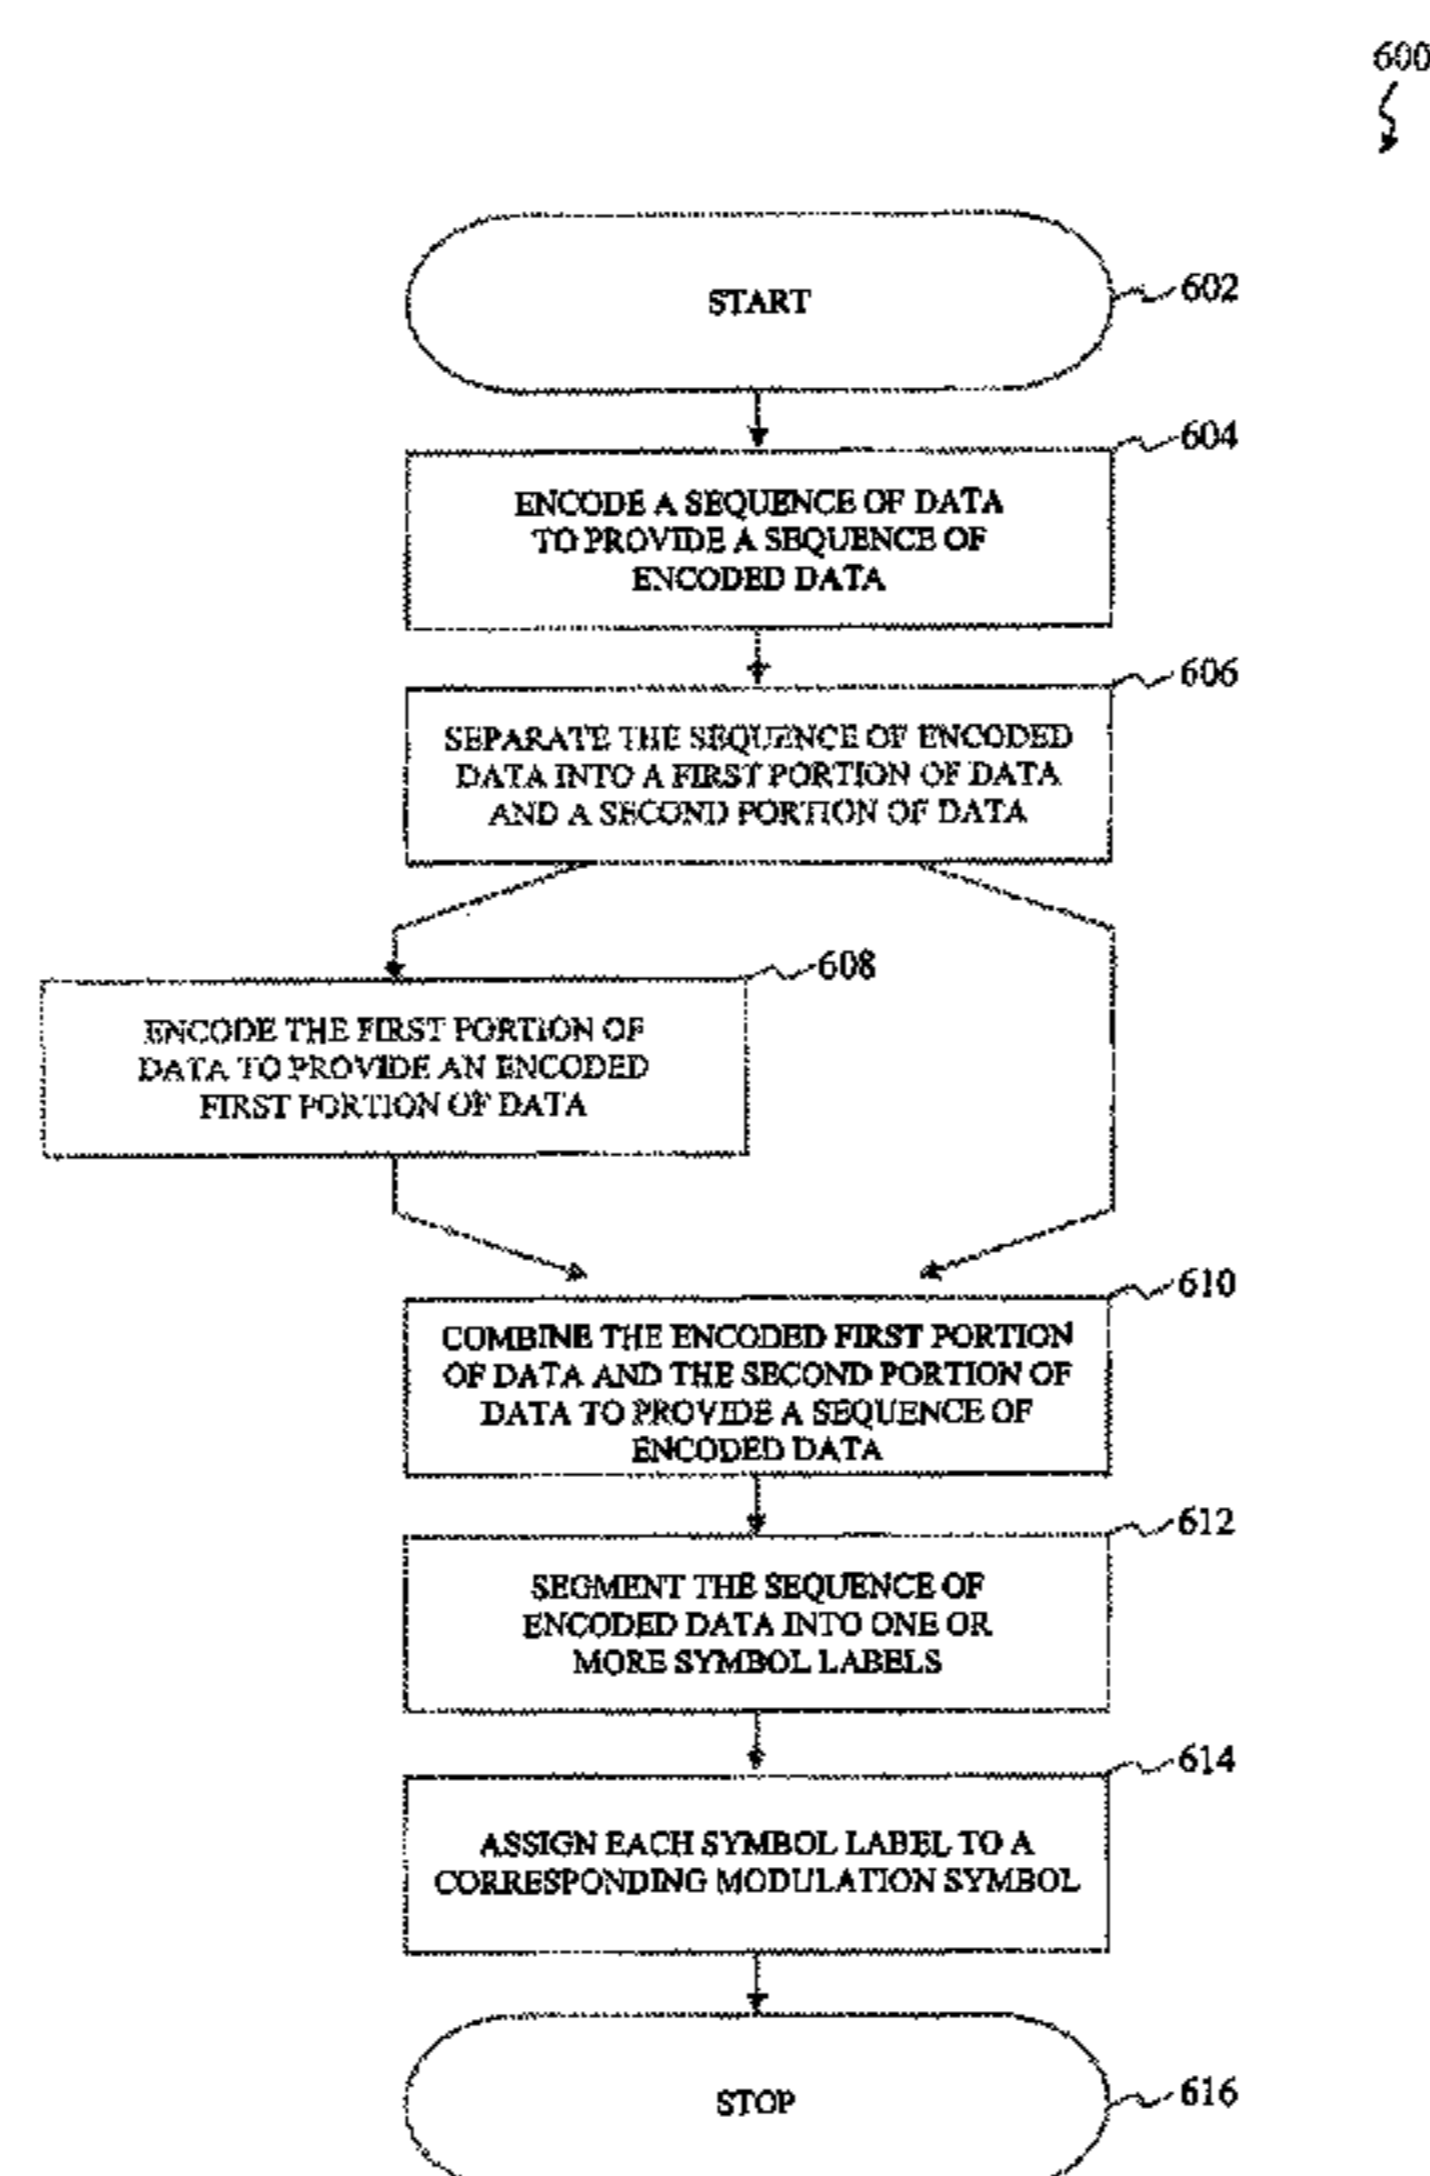 600
START
602
604
ENCODE A SEQUENCE OF DATA
TO PROVIDE A SEQUENCE OF
ENCODED DATA
606
SEPARATE THE SEQUENCE OF ENCODED
DATA INTO A FIRST PORTION OF DATA
AND A SECOND PORTION OF DATA
608
ENCODE THE FIRST PORTION OF
DATA TO PROVIDE AN ENCODED
FIRST PORTION OF DATA
610
COMBINE THE ENCODED FIRST PORTION
OF DATA AND THE SECOND PORTION OF
DATA TO PROVIDE A SEQUENCE OF
ENCODED DATA
612
SEGMENT THE SEQUENCE OF
ENCODED DATA INTO ONE OR
MORE SYMBOL LABELS
614
ASSIGN EACH SYMBOL LABEL TO A
CORRESPONDING MODULATION SYMBOL
STOP
616